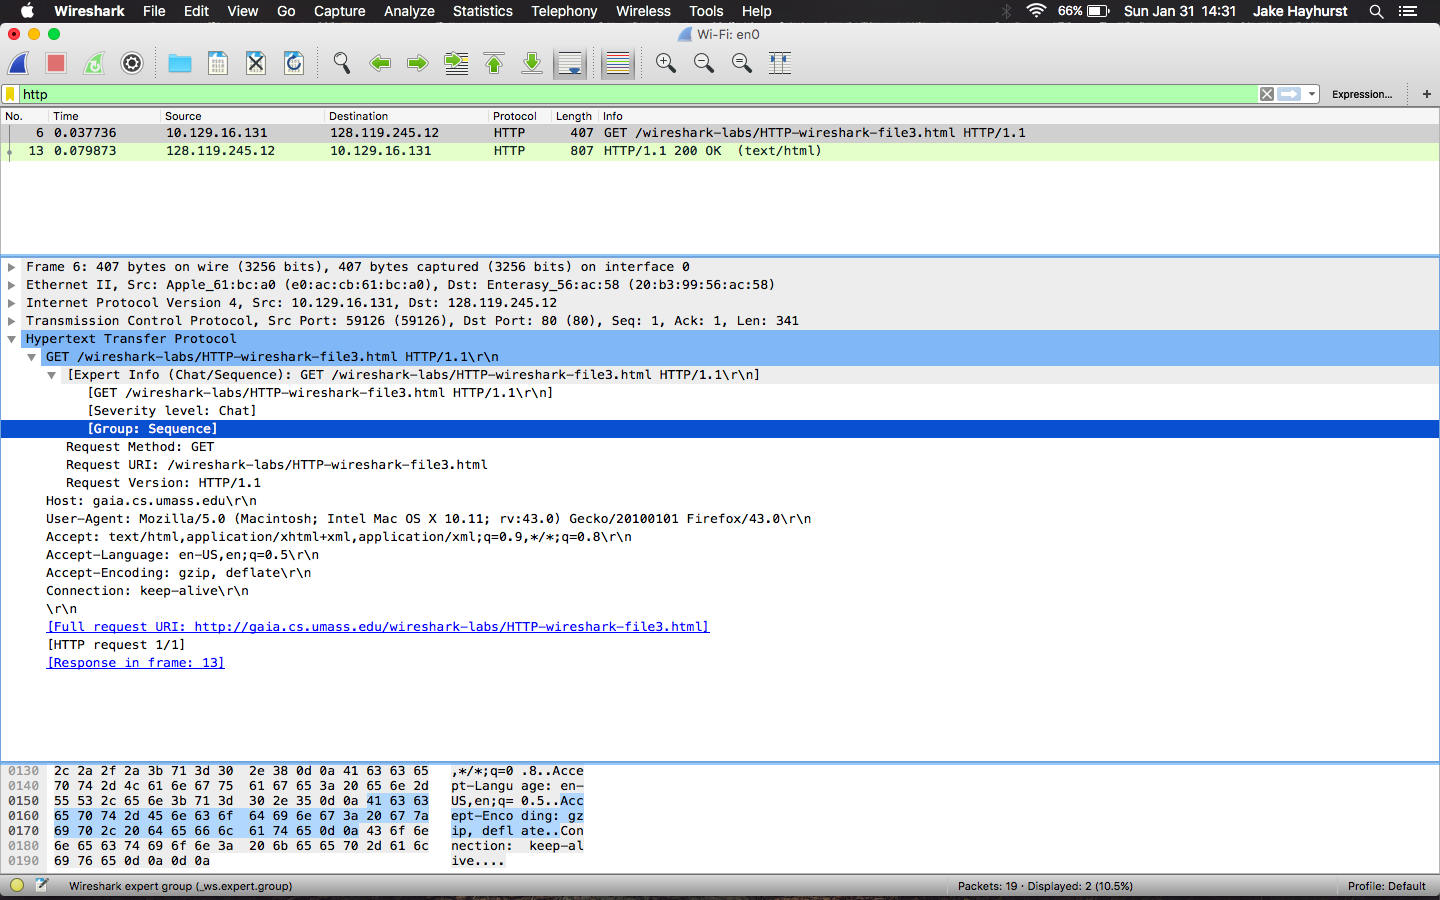 Wireshark File Edit View Go Capture Analyze Statistics Telephony Wireless Tools Help 66% Sun Jan 31 14:31 Jake Hayhurst
Wi-Fi: en0
http Expression... +
No. Time Source Destination Protocol Length Info
6 0.037736 10.129.16.131 128.119.245.12 HTTP 407 GET /wireshark-labs/HTTP-wireshark-file3.html HTTP/1.1
13 0.079873 128.119.245.12 10.129.16.131 HTTP 807 HTTP/1.1 200 OK (text/html)
Frame 6: 407 bytes on wire (3256 bits), 407 bytes captured (3256 bits) on interface 0
Ethernet II, Src: Apple_61:bc:a0 (e0:ac:cb:61:bc:a0), Dst: Enterasy_56:ac:58 (20:b3:99:56:ac:58)
Internet Protocol Version 4, Src: 10.129.16.131, Dst: 128.119.245.12
Transmission Control Protocol, Src Port: 59126 (59126), Dst Port: 80 (80), Seq: 1, Ack: 1, Len: 341
Hypertext Transfer Protocol
GET /wireshark-labs/HTTP-wireshark-file3.html HTTP/1.1\r\n
[Expert Info (Chat/Sequence): GET /wireshark-labs/HTTP-wireshark-file3.html HTTP/1.1\r\n]
[GET /wireshark-labs/HTTP-wireshark-file3.html HTTP/1.1\r\n]
[Severity level: Chat]
[Group: Sequence]
Request Method: GET
Request URI: /wireshark-labs/HTTP-wireshark-file3.html
Request Version: HTTP/1.1
Host: gaia.cs.umass.edu\r\n
User-Agent: Mozilla/5.0 (Macintosh; Intel Mac OS X 10.11; rv:43.0) Gecko/20100101 Firefox/43.0\r\n
Accept: text/html,application/xhtml+xml,application/xml;q=0.9,*/*;q=0.8\r\n
Accept-Language: en-US,en;q=0.5\r\n
Accept-Encoding: gzip, deflate\r\n
Connection: keep-alive\r\n
\r\n
[Full request URI: http://gaia.cs.umass.edu/wireshark-labs/HTTP-wireshark-file3.html]
[HTTP request 1/1]
[Response in frame: 13]
0130 2c 2a 2f 2a 3b 71 3d 30 2e 38 0d 0a 41 63 63 65 ,*/*;q=0 .8..Acce
0140 70 74 2d 4c 61 6e 67 75 61 67 65 3a 20 65 6e 2d pt-Langu age: en-
0150 55 53 2c 65 6e 3b 71 3d 30 2e 35 0d 0a 41 63 63 US,en;q= 0.5..Acc
0160 65 70 74 2d 45 6e 63 6f 64 69 6e 67 3a 20 67 7a ept-Enco ding: gz
0170 69 70 2c 20 64 65 66 6c 61 74 65 0d 0a 43 6f 6e ip, defl ate..Con
0180 6e 65 63 74 69 6f 6e 3a 20 6b 65 65 70 2d 61 6c nection: keep-al
0190 69 76 65 0d 0a 0d 0a ive....
Wireshark expert group (_ws.expert.group) Packets: 19 · Displayed: 2 (10.5%) Profile: Default